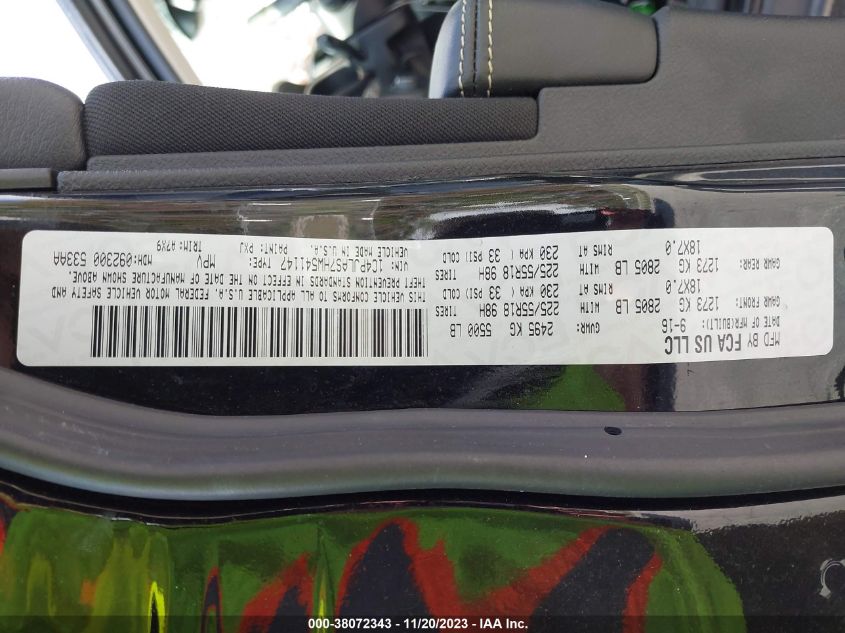 MFD BY FCA US LLC
DATE OF MFR(BUILT): 9-16
GVWR: 2495 KG 5500 LB
GAWR FRONT: 1273 KG 2805 LB WITH TIRES 225/55R18 98H
18X7.0 RIMS AT 230 KPA ( 33 PSI) COLD
GAWR REAR: 1273 KG 2805 LB WITH TIRES 225/55R18 98H
18X7.0 RIMS AT 230 KPA ( 33 PSI) COLD
THIS VEHICLE CONFORMS TO ALL APPLICABLE U.S.A. FEDERAL MOTOR VEHICLE SAFETY AND
THEFT PREVENTION STANDARDS IN EFFECT ON THE DATE OF MANUFACTURE SHOWN ABOVE.
VIN: 1C4PJLAS7HW541147 TYPE: MPV MDH: 092300 533AA
VEHICLE MADE IN U.S.A. PAINT: PXJ TRIM: A7X9
000-38072343 - 11/20/2023 - IAA Inc.